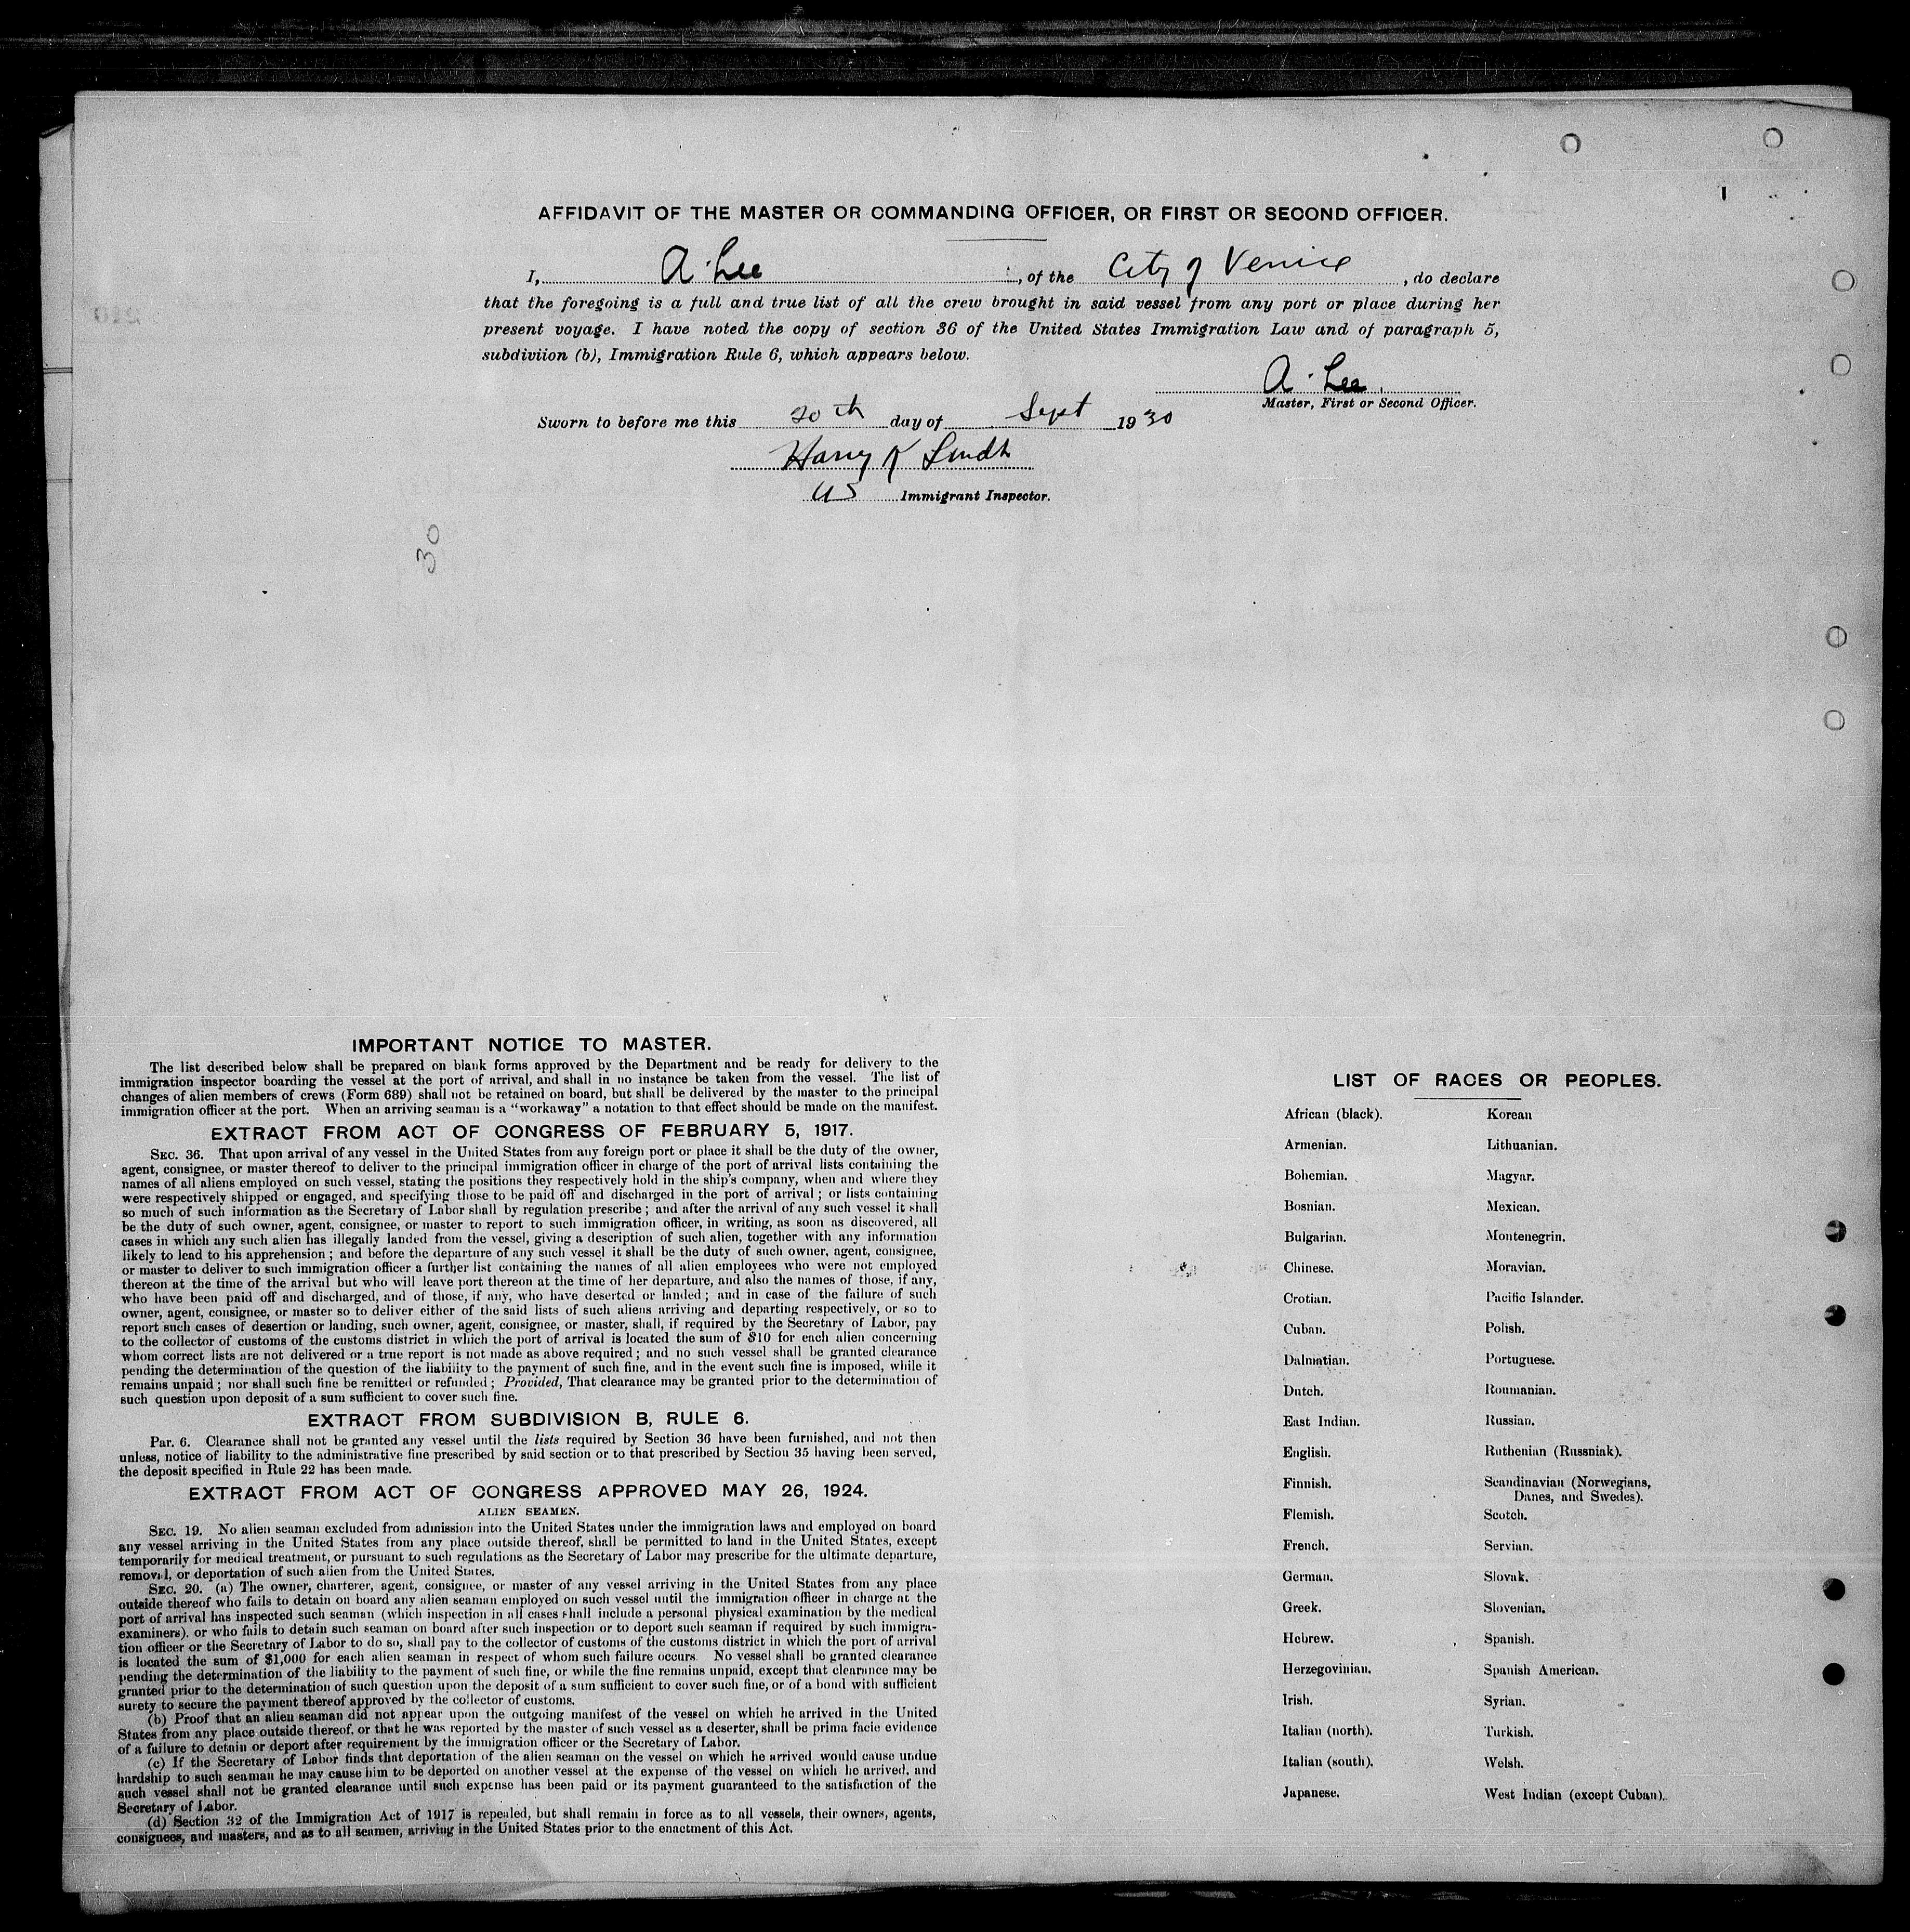 AFFIDAVIT OF THE MASTER OR COMMANDING OFFICER, OR FIRST OR SECOND OFFICER.
I, A. Lee, of the City of Venice, do declare
that the foregoing is a full and true list of all the crew brought in said vessel from any port or place during her
present voyage. I have noted the copy of section 36 of the United States Immigration Law and of paragraph 5,
subdiviion (b), Immigration Rule 6, which appears below.
A. Lee.
Master, First or Second Officer.
Sworn to before me this 20th day of Sept 1930
Harry K
US Immigrant Inspector.
30
IMPORTANT NOTICE TO MASTER.
The list described below shall be prepared on blank forms approved by the Department and be ready for delivery to the
immigration inspector boarding the vessel at the port of arrival, and shall in no instance be taken from the vessel. The list of
changes of alien members of crews (Form 689) shall not be retained on board, but shall be delivered by the master to the principal
immigration officer at the port. When an arriving seaman is a "workaway" a notation to that effect should be made on the manifest.
EXTRACT FROM ACT OF CONGRESS OF FEBRUARY 5, 1917.
SEC. 36. That upon arrival of any vessel in the United States from any foreign port or place it shall be the duty of the owner,
agent, consignee, or master thereof to deliver to the principal immigration officer in charge of the port of arrival lists containing the
names of all aliens employed on such vessel, stating the positions they respectively hold in the ship's company, when and where they
were respectively shipped or engaged, and specifying those to be paid off and discharged in the port of arrival; or lists containing
so much of such information as the Secretary of Labor shall by regulation prescribe; and after the arrival of any such vessel it shall
be the duty of such owner, agent, consignee, or master to report to such immigration officer, in writing, as soon as discovered, all
cases in which any such alien has illegally landed from the vessel, giving a description of such alien, together with any information
likely to lead to his apprehension; and before the departure of any such vessel it shall be the duty of such owner, agent, consignee,
or master to deliver to such immigration officer a further list containing the names of all alien employees who were not employed
thereon at the time of the arrival but who will leave port thereon at the time of her departure, and also the names of those, if any,
who have been paid off and discharged, and of those, if any, who have deserted or landed; and in case of the failure of such
owner, agent, consignee, or master so to deliver either of the said lists of such aliens arriving and departing respectively, or so to
report such cases of desertion or landing, such owner, agent, consignee, or master, shall, if required by the Secretary of Labor, pay
to the collector of customs of the customs district in which the port of arrival is located the sum of $10 for each alien concerning
whom correct lists are not delivered or a true report is not made as above required; and no such vessel shall be granted clearance
pending the determination of the question of the liability to the payment of such fine, and in the event such fine is imposed, while it
remains unpaid; nor shall such fine be remitted or refunded; Provided, That clearance may be granted prior to the determination of
such question upon deposit of a sum sufficient to cover such fine.
EXTRACT FROM SUBDIVISION B, RULE 6.
Par. 6. Clearance shall not be granted any vessel until the lists required by Section 36 have been furnished, and not then
unless, notice of liability to the administrative fine prescribed by said section or to that prescribed by Section 35 having been served,
the deposit specified in Rule 22 has been made.
EXTRACT FROM ACT OF CONGRESS APPROVED MAY 26, 1924.
ALIEN SEAMEN.
SEC. 19. No alien seaman excluded from admission into the United States under the immigration laws and employed on board
any vessel arriving in the United States from any place outside thereof, shall be permitted to land in the United States, except
temporarily for medical treatment, or pursuant to such regulations as the Secretary of Labor may prescribe for the ultimate departure,
removal, or deportation of such alien from the United States.
SEC. 20. (a) The owner, charterer, agent, consignee, or master of any vessel arriving in the United States from any place
outside thereof who fails to detain on board any alien seaman employed on such vessel until the immigration officer in charge at the
port of arrival has inspected such seaman (which inspection in all cases shall include a personal physical examination by the medical
examiners), or who fails to detain such seaman on board after such inspection or to deport such seaman if required by such immigra-
tion officer or the Secretary of Labor to do so, shall pay to the collector of customs of the customs district in which the port of arrival
is located the sum of $1,000 for each alien seaman in respect of whom such failure occurs. No vessel shall be granted clearance
pending the determination of the liability to the payment of such fine, or while the fine remains unpaid, except that clearance may be
granted prior to the determination of such question upon the deposit of a sum sufficient to cover such fine, or of a bond with sufficient
surety to secure the payment thereof approved by the collector of customs.
(b) Proof that an alien seaman did not appear upon the outgoing manifest of the vessel on which he arrived in the United
States from any place outside thereof, or that he was reported by the master of such vessel as a deserter, shall be prima facie evidence
of a failure to detain or deport after requirement by the immigration officer or the Secretary of Labor.
(c) If the Secretary of Labor finds that deportation of the alien seaman on the vessel on which he arrived would cause undue
hardship to such seaman he may cause him to be deported on another vessel at the expense of the vessel on which he arrived, and
such vessel shall not be granted clearance until such expense has been paid or its payment guaranteed to the satisfaction of the
Secretary of Labor.
(d) Section 32 of the Immigration Act of 1917 is repealed, but shall remain in force as to all vessels, their owners, agents,
consignees, and masters, and as to all seamen, arriving in the United States prior to the enactment of this Act.
LIST OF RACES OR PEOPLES.
African (black). Korean
Armenian. Lithuanian.
Bohemian. Magyar.
Bosnian. Mexican.
Bulgarian. Montenegrin.
Chinese. Moravian.
Crotian. Pacific Islander.
Cuban. Polish.
Dalmatian. Portuguese.
Dutch. Roumanian.
East Indian. Russian.
English. Ruthenian (Russniak).
Finnish. Scandinavian (Norwegians,
Danes, and Swedes).
Flemish. Scotch.
French. Servian.
German. Slovak.
Greek. Slovenian.
Hebrew. Spanish.
Herzegovinian. Spanish American.
Irish. Syrian.
Italian (north). Turkish.
Italian (south). Welsh.
Japanese. West Indian (except Cuban).